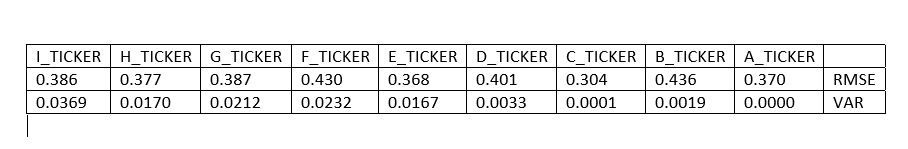 I_TICKER H_TICKER G_TICKER F_TICKER E_TICKER D_TICKER C_TICKER B_TICKER A_TICKER
0.386 0.377 0.387 0.430 0.368 0.401 0.304 0.436 0.370 RMSE
0.0369 0.0170 0.0212 0.0232 0.0167 0.0033 0.0001 0.0019 0.0000 VAR